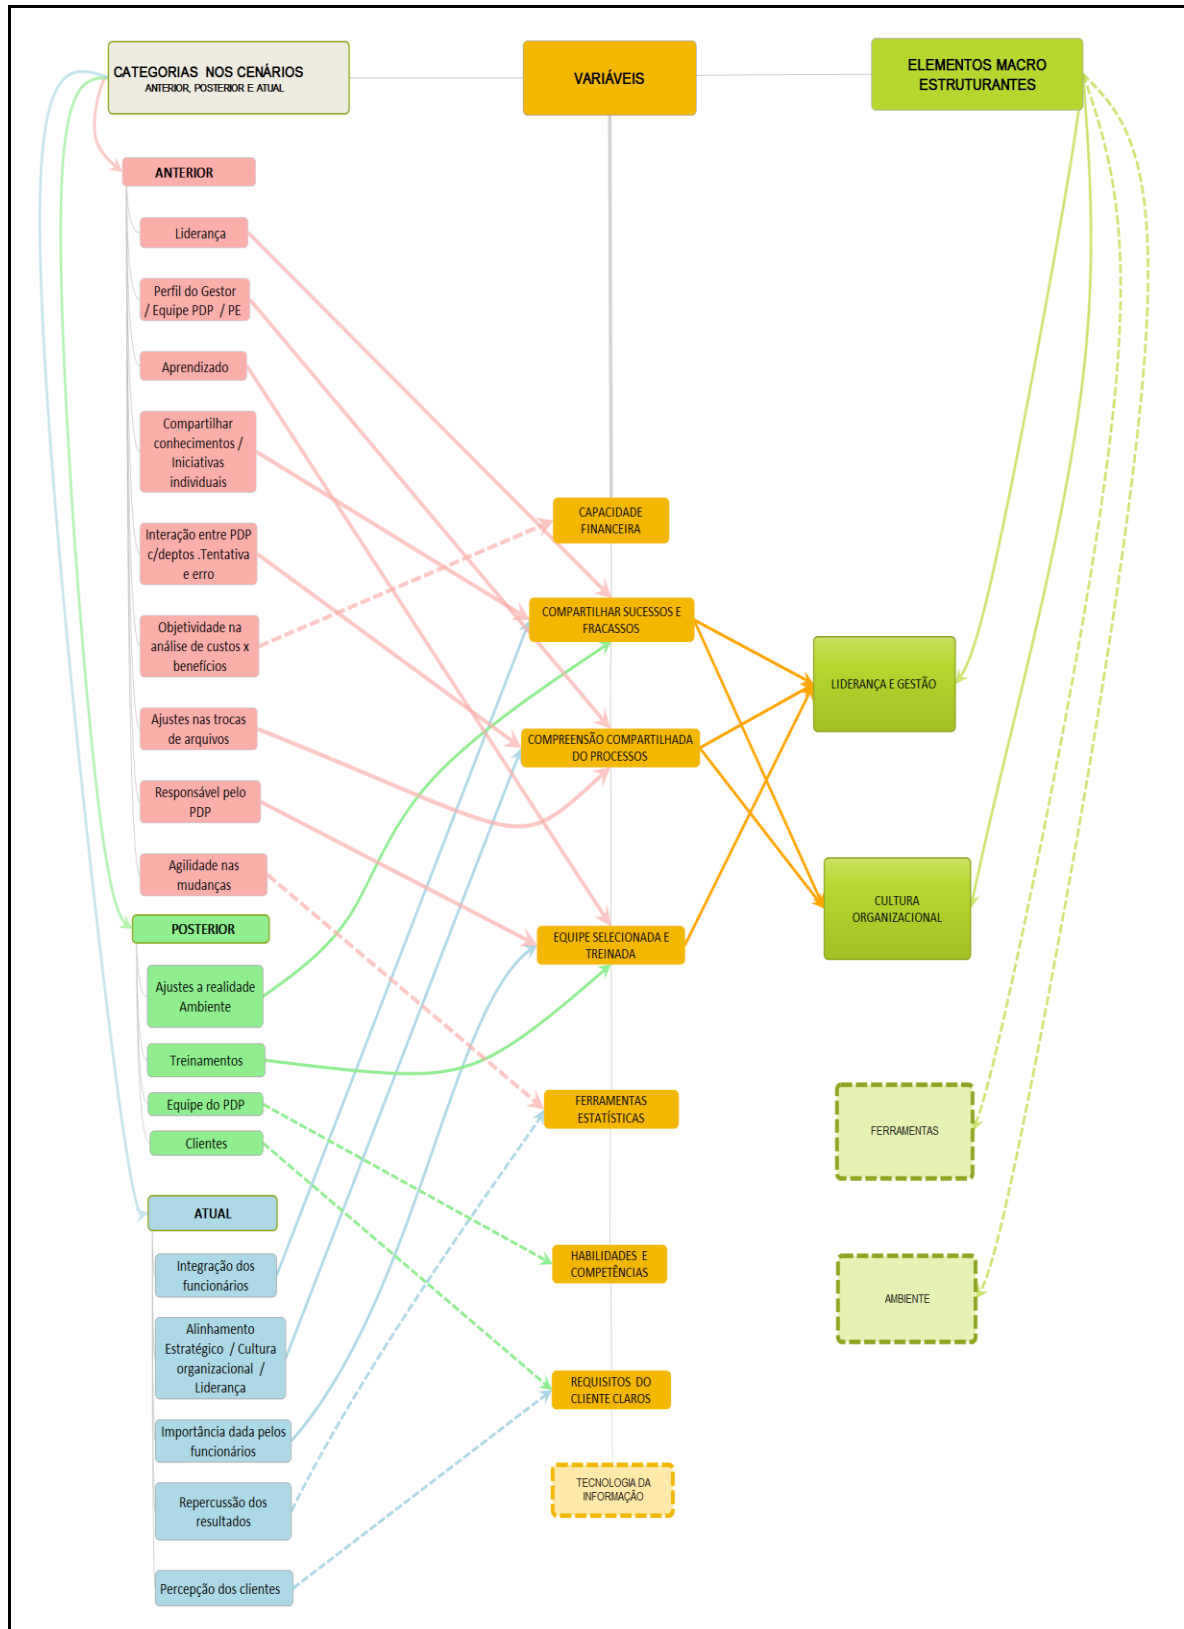 CATEGORIAS NOS CENÁRIOS
ANTERIOR, POSTERIOR E ATUAL
VARIÁVEIS
ELEMENTOS MACRO
ESTRUTURANTES
ANTERIOR
Liderança
Perfil do Gestor
/ Equipe PDP / PE
Aprendizado
Compartilhar
conhecimentos /
Iniciativas
individuais
Interação entre PDP
c/deptos .Tentativa
e erro
Objetividade na
análise de custos x
benefícios
Ajustes nas trocas
de arquivos
Responsável pelo
PDP
Agilidade nas
mudanças
POSTERIOR
Ajustes a realidade
Ambiente
Treinamentos
Equipe do PDP
Clientes
ATUAL
Integração dos
funcionários
Alinhamento
Estratégico / Cultura
organizacional /
Liderança
Importância dada pelos
funcionários
Repercussão dos
resultados
Percepção dos clientes
CAPACIDADE
FINANCEIRA
COMPARTILHAR SUCESSOS E
FRACASSOS
COMPREENSÃO COMPARTILHADA
DO PROCESSOS
EQUIPE SELECIONADA E
TREINADA
FERRAMENTAS
ESTATÍSTICAS
HABILIDADES E
COMPETÊNCIAS
REQUISITOS DO
CLIENTE CLAROS
TECNOLOGIA DA
INFORMAÇÃO
LIDERANÇA E GESTÃO
CULTURA
ORGANIZACIONAL
FERRAMENTAS
AMBIENTE